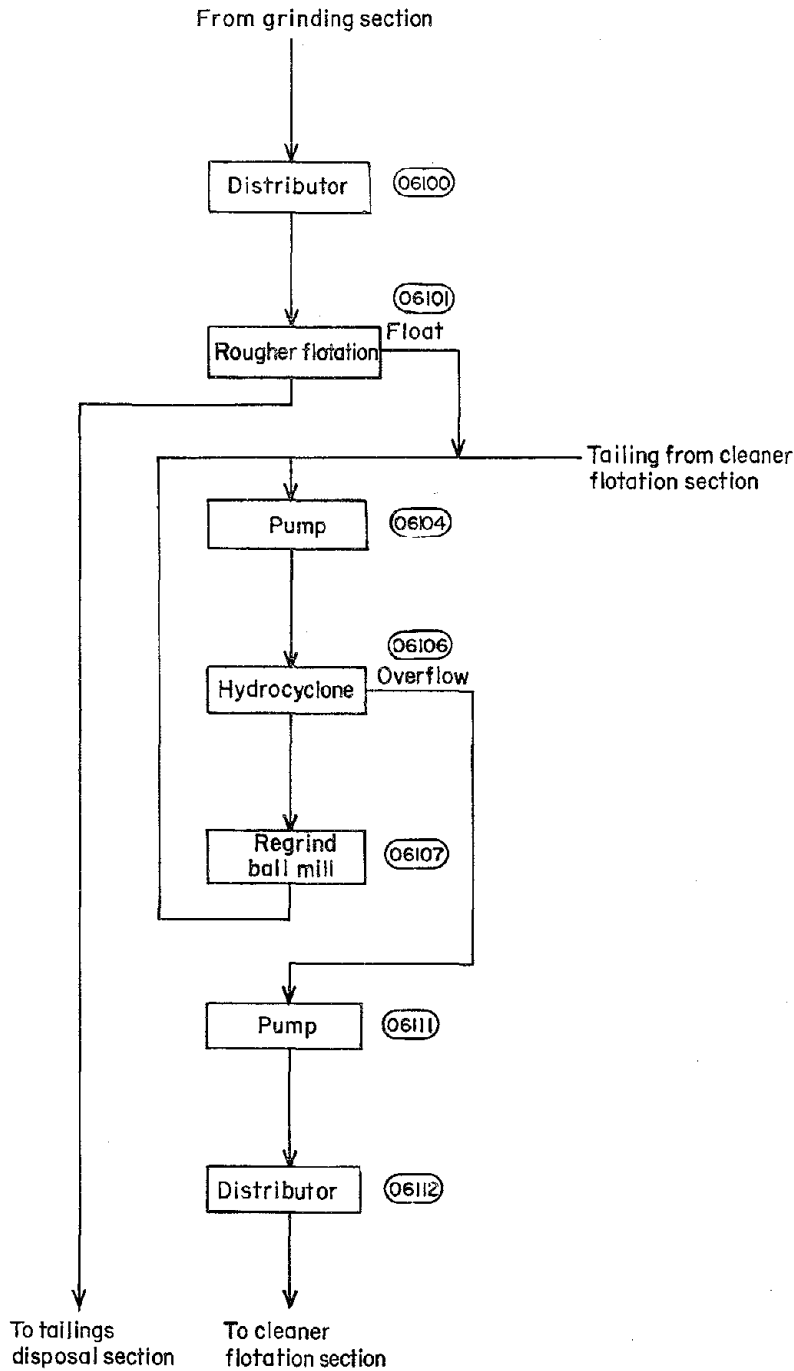 From grinding section
Distributor
06100
06101
Float
Rougher flotation
Tailing from cleaner
flotation section
Pump
06104
06106
Overflow
Hydrocyclone
Regrind
ball mill
06107
Pump
06111
Distributor
06112
To tailings
disposal section
To cleaner
flotation section